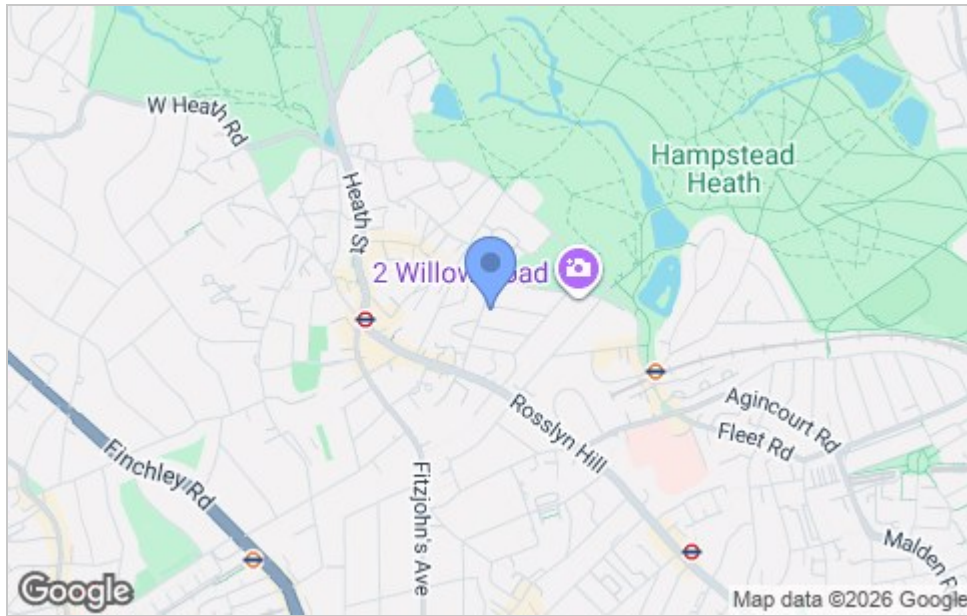 W Heath Rd
Heath St
Hampstead
Heath
2 Willow Road
Rosslyn Hill
Agincourt Rd
Fleet Rd
Finchley Rd
Fitzjohn's Ave
Malden R
Google
Map data ©2026 Google